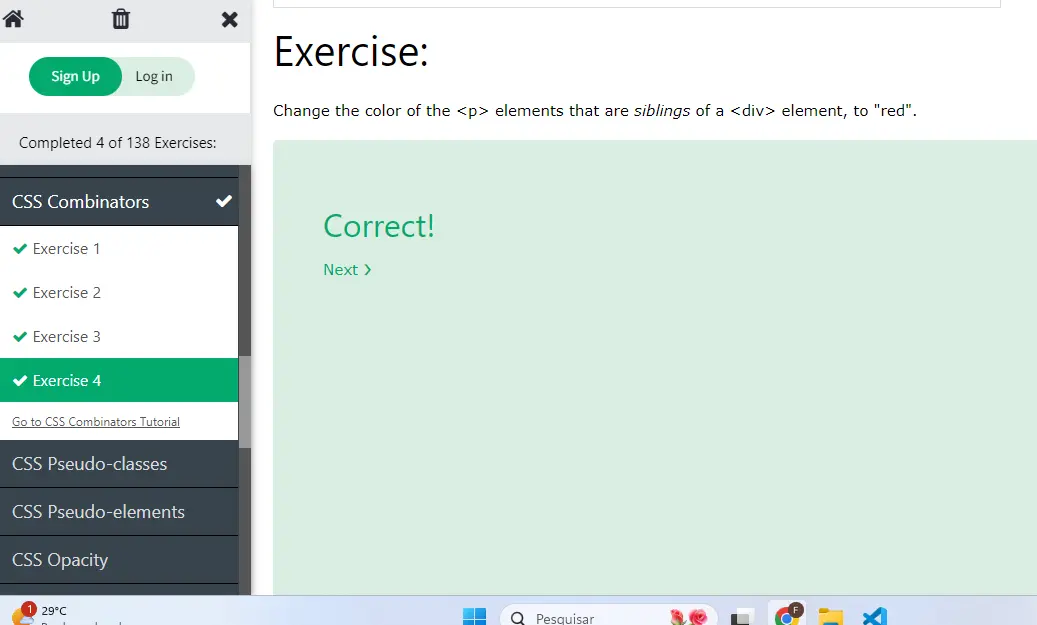 Sign Up
Log in
Completed 4 of 138 Exercises:
CSS Combinators
Exercise 1
Exercise 2
Exercise 3
Exercise 4
Go to CSS Combinators Tutorial
CSS Pseudo-classes
CSS Pseudo-elements
CSS Opacity
Exercise:
Change the color of the <p> elements that are siblings of a <div> element, to "red".
Correct!
Next ❯
1
29°C
Pesquisar
F